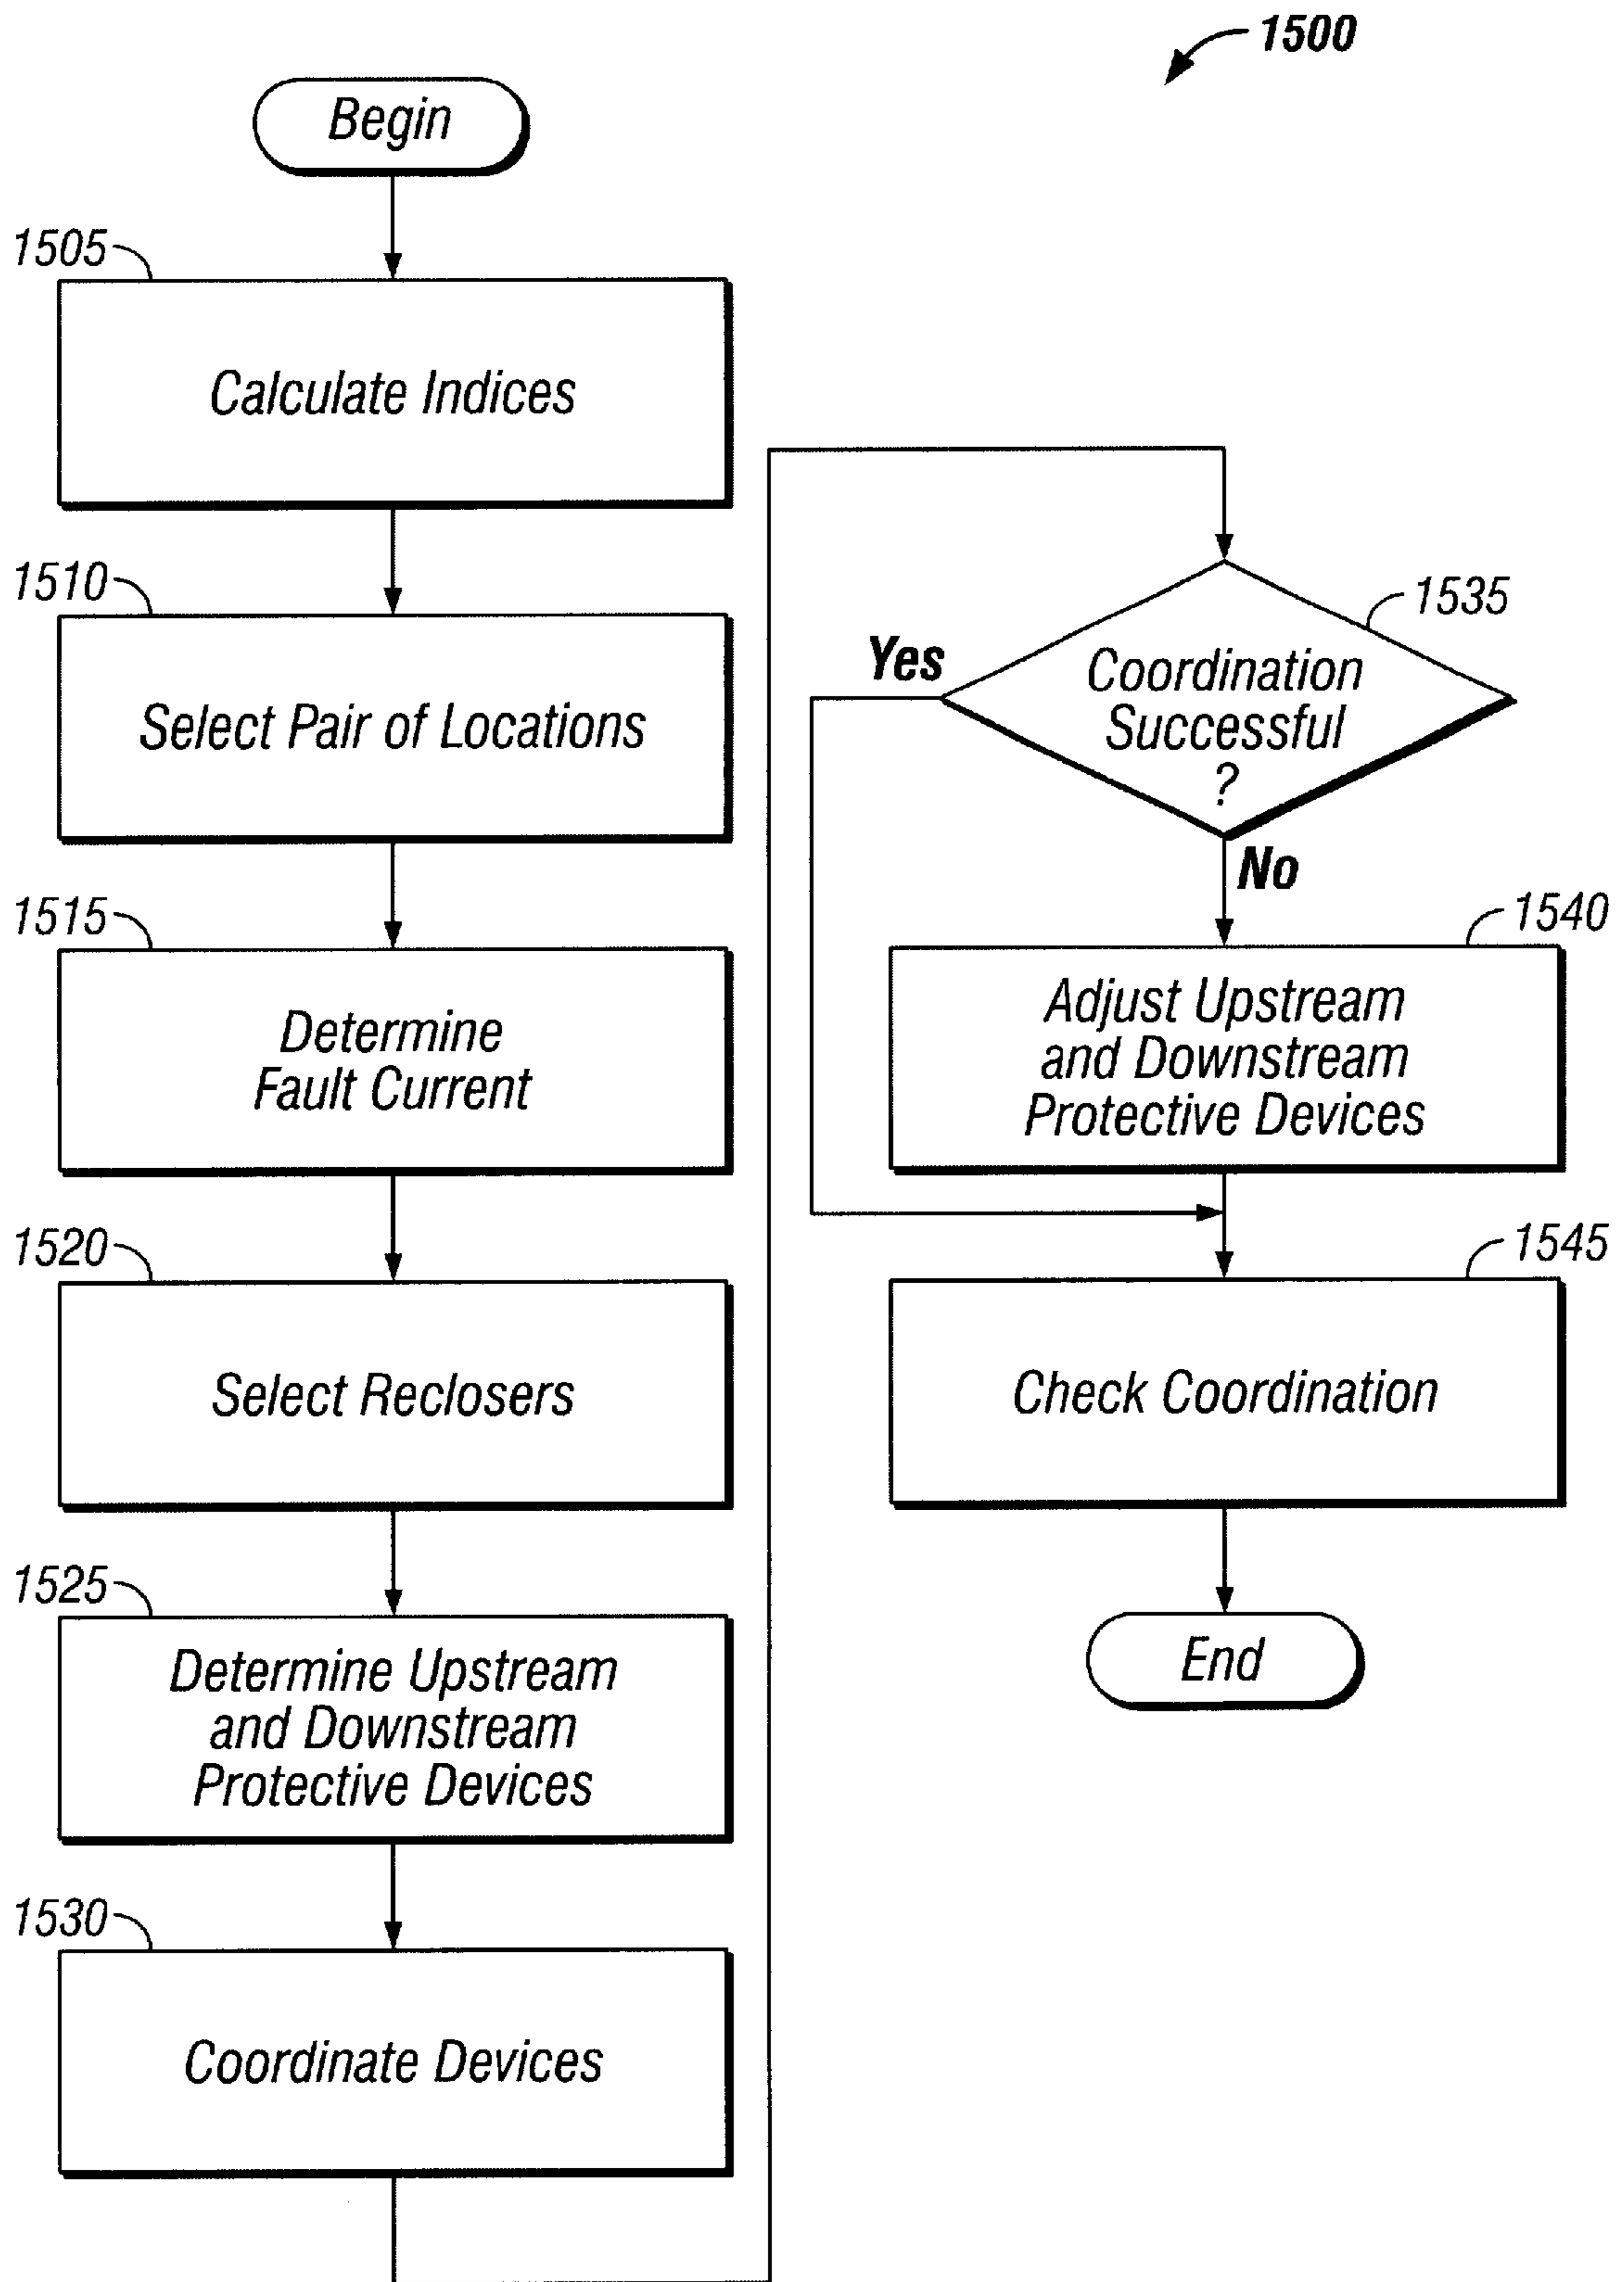 1500
Begin
1505
Calculate Indices
1510
Select Pair of Locations
1515
Determine
Fault Current
1520
Select Reclosers
1525
Determine Upstream
and Downstream
Protective Devices
1530
Coordinate Devices
1535
Coordination
Successful
?
Yes
No
1540
Adjust Upstream
and Downstream
Protective Devices
1545
Check Coordination
End